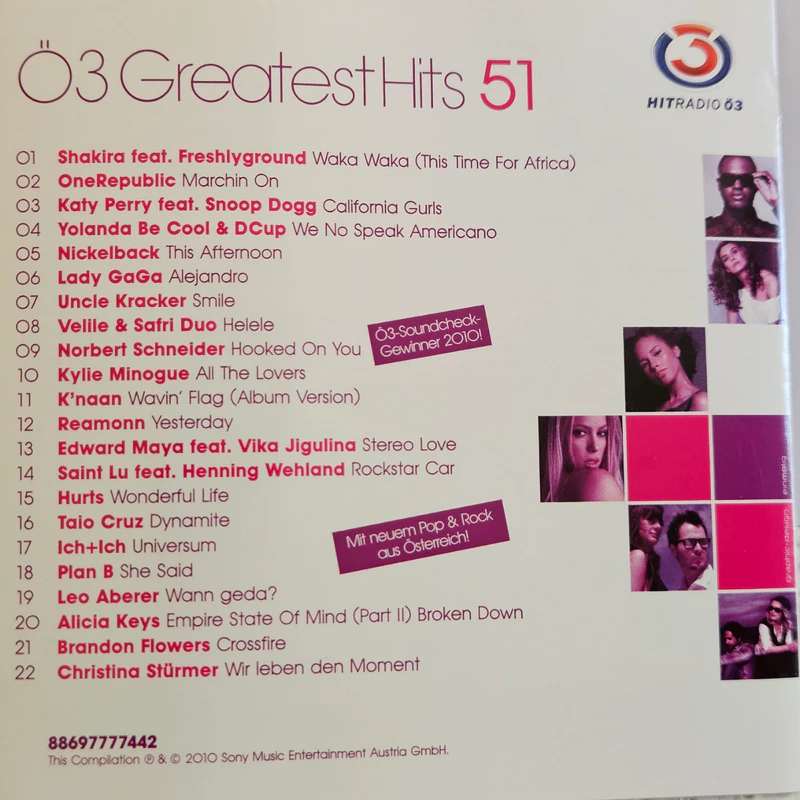 Ö3 Greatest Hits 51
HITRADIO Ö3
01 Shakira feat. Freshlyground Waka Waka (This Time For Africa)
02 OneRepublic Marchin On
03 Katy Perry feat. Snoop Dogg California Gurls
04 Yolanda Be Cool & DCup We No Speak Americano
05 Nickelback This Afternoon
06 Lady GaGa Alejandro
07 Uncle Kracker Smile
08 Velile & Safri Duo Helele
09 Norbert Schneider Hooked On You
Ö3-Soundcheck-
Gewinner 2010!
10 Kylie Minogue All The Lovers
11 K'naan Wavin' Flag (Album Version)
12 Reamonn Yesterday
13 Edward Maya feat. Vika Jigulina Stereo Love
14 Saint Lu feat. Henning Wehland Rockstar Car
15 Hurts Wonderful Life
16 Taio Cruz Dynamite
17 Ich+Ich Universum
Mit neuem Pop & Rock
aus Österreich!
18 Plan B She Said
19 Leo Aberer Wann geda?
20 Alicia Keys Empire State Of Mind (Part II) Broken Down
21 Brandon Flowers Crossfire
22 Christina Stürmer Wir leben den Moment
graphic-design einmalig
88697777442
This Compilation ℗ & © 2010 Sony Music Entertainment Austria GmbH.